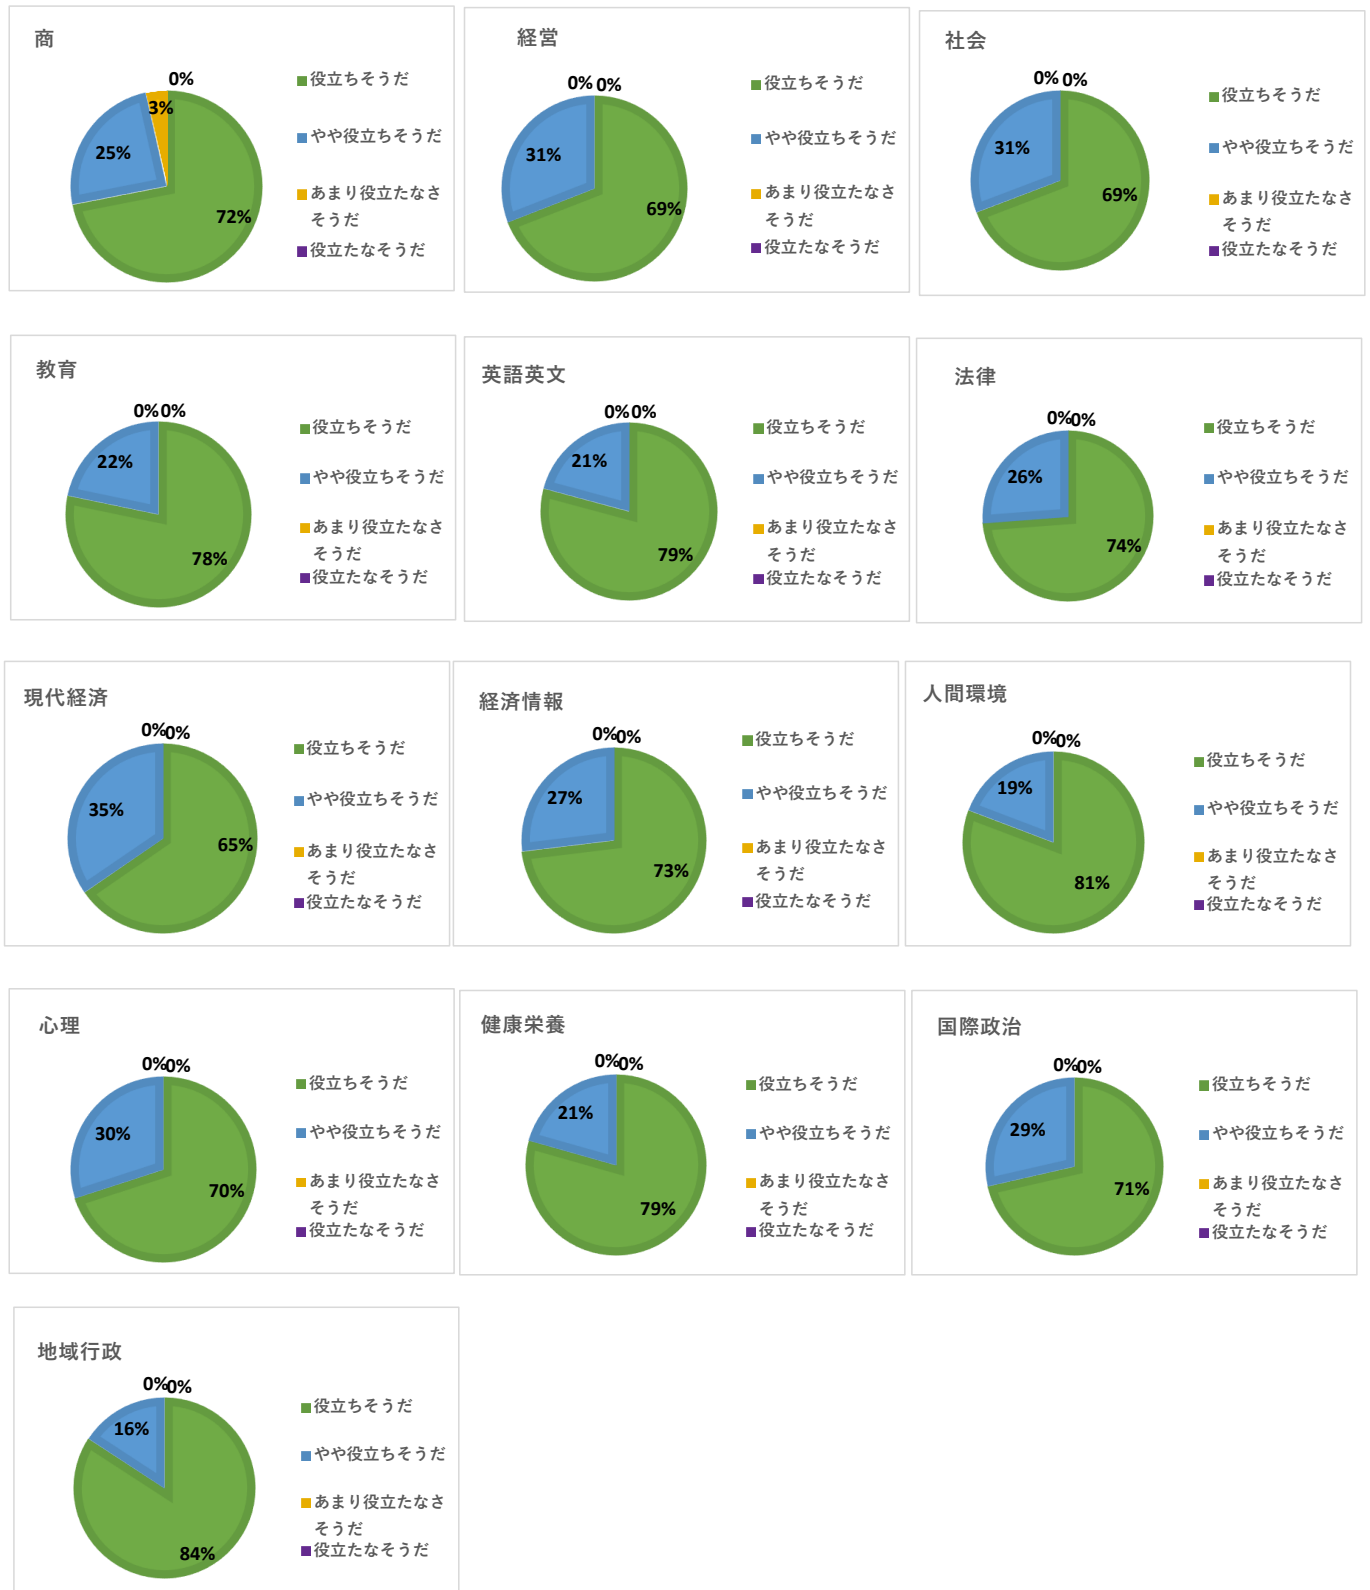 商
0%
3%
25%
72%
役立ちそうだ
やや役立ちそうだ
あまり役立たなさ
そうだ
役立たなそうだ
経営
0% 0%
31%
69%
役立ちそうだ
やや役立ちそうだ
あまり役立たなさ
そうだ
役立たなそうだ
社会
0% 0%
31%
69%
役立ちそうだ
やや役立ちそうだ
あまり役立たなさ
そうだ
役立たなそうだ
教育
0% 0%
22%
78%
役立ちそうだ
やや役立ちそうだ
あまり役立たなさ
そうだ
役立たなそうだ
英語英文
0% 0%
21%
79%
役立ちそうだ
やや役立ちそうだ
あまり役立たなさ
そうだ
役立たなそうだ
法律
0% 0%
26%
74%
役立ちそうだ
やや役立ちそうだ
あまり役立たなさ
そうだ
役立たなそうだ
現代経済
0% 0%
35%
65%
役立ちそうだ
やや役立ちそうだ
あまり役立たなさ
そうだ
役立たなそうだ
経済情報
0% 0%
27%
73%
役立ちそうだ
やや役立ちそうだ
あまり役立たなさ
そうだ
役立たなそうだ
人間環境
0% 0%
19%
81%
役立ちそうだ
やや役立ちそうだ
あまり役立たなさ
そうだ
役立たなそうだ
心理
0% 0%
30%
70%
役立ちそうだ
やや役立ちそうだ
あまり役立たなさ
そうだ
役立たなそうだ
健康栄養
0% 0%
21%
79%
役立ちそうだ
やや役立ちそうだ
あまり役立たなさ
そうだ
役立たなそうだ
国際政治
0% 0%
29%
71%
役立ちそうだ
やや役立ちそうだ
あまり役立たなさ
そうだ
役立たなそうだ
地域行政
0% 0%
16%
84%
役立ちそうだ
やや役立ちそうだ
あまり役立たなさ
そうだ
役立たなそうだ